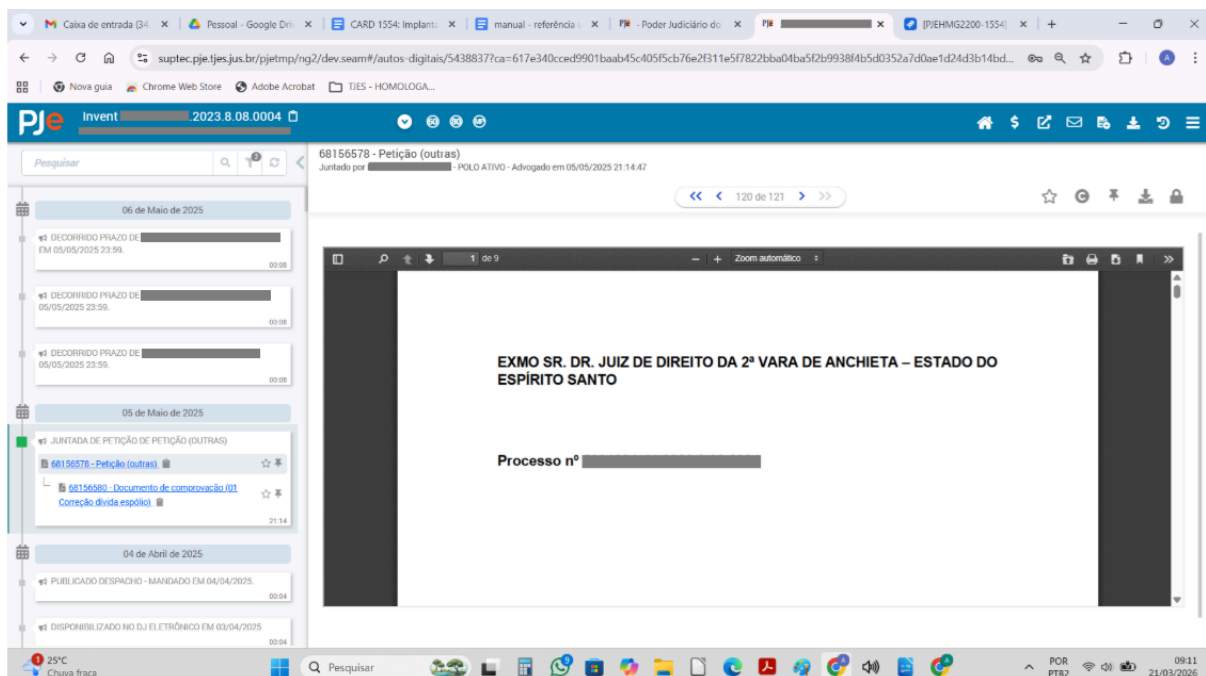 Caixa de entrada (34
Pessoal - Google Driv
CARD 1554: Implanta
manual - referência
- Poder Judiciário do
[PJEHMG2200-1554]
suptec.pje.tjes.jus.br/pjetmp/ng2/dev.seam#/autos-digitais/5438837?ca=617e340cced9901baab45c405f5cb76e2f311e5f7822bba04ba5f2b9938f4b5d0352a7d0ae1d24d3b14bd...
Nova guia
Chrome Web Store
Adobe Acrobat
TJES - HOMOLOGA...
PJe
Invent
.2023.8.08.0004
Pesquisar
68156578 - Petição (outras)
Juntado por
- POLO ATIVO - Advogado em 05/05/2025 21:14:47
120 de 121
06 de Maio de 2025
DECORRIDO PRAZO DE
EM 05/05/2025 23:59.
00:08
DECORRIDO PRAZO DE
05/05/2025 23:59.
00:08
DECORRIDO PRAZO DE
05/05/2025 23:59.
00:08
05 de Maio de 2025
JUNTADA DE PETIÇÃO DE PETIÇÃO (OUTRAS)
68156578 - Petição (outras)
68156580 - Documento de comprovação (01
Correção dívida espólio)
21:14
04 de Abril de 2025
PUBLICADO DESPACHO - MANDADO EM 04/04/2025.
00:04
DISPONIBILIZADO NO DJ ELETRÔNICO EM 03/04/2025
00:04
1 de 9
Zoom automático
EXMO SR. DR. JUIZ DE DIREITO DA 2ª VARA DE ANCHIETA – ESTADO DO
ESPÍRITO SANTO
Processo nº
1
25°C
Chuva fraca
Pesquisar
POR
PTB2
09:11
21/03/2026